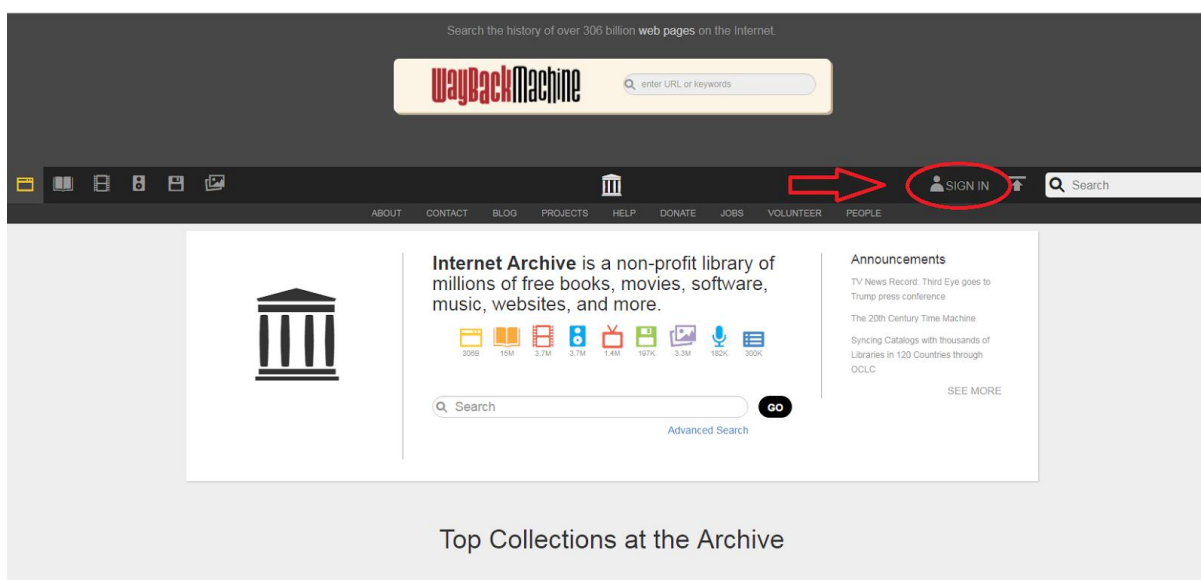 Search the history of over 306 billion web pages on the Internet.
WayBackMachine
enter URL or keywords
SIGN IN
Search
ABOUT CONTACT BLOG PROJECTS HELP DONATE JOBS VOLUNTEER PEOPLE
Internet Archive is a non-profit library of
millions of free books, movies, software,
music, websites, and more.
306B 15M 3.7M 3.7M 1.4M 187K 3.3M 182K 300K
Search
GO
Advanced Search
Announcements
TV News Record: Third Eye goes to
Trump press conference
The 20th Century Time Machine
Syncing Catalogs with thousands of
Libraries in 120 Countries through
OCLC
SEE MORE
Top Collections at the Archive